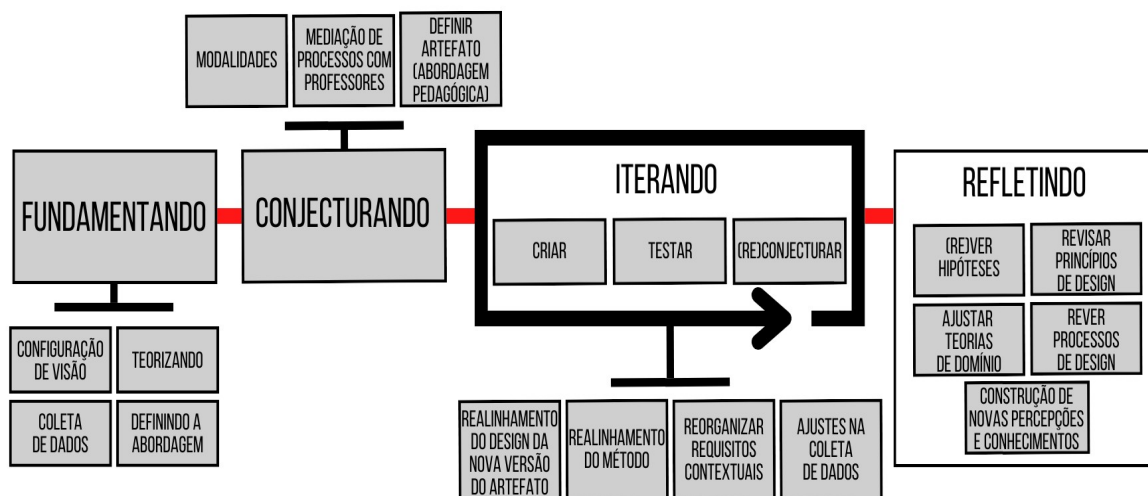 MODALIDADES
MEDIAÇÃO DE
PROCESSOS COM
PROFESSORES
DEFINIR
ARTEFATO
(ABORDAGEM
PEDAGÓGICA)
FUNDAMENTANDO
CONJECTURANDO
ITERANDO
CRIAR
TESTAR
(RE)CONJECTURAR
REFLETINDO
(RE)VER
HIPÓTESES
REVISAR
PRINCÍPIOS
DE DESIGN
AJUSTAR
TEORIAS
DE DOMÍNIO
REVER
PROCESSOS
DE DESIGN
CONSTRUÇÃO DE
NOVAS PERCEPÇÕES
E CONHECIMENTOS
CONFIGURAÇÃO
DE VISÃO
TEORIZANDO
COLETA
DE DADOS
DEFININDO A
ABORDAGEM
REALINHAMENTO
DO DESIGN DA
NOVA VERSÃO
DO ARTEFATO
REALINHAMENTO
DO MÉTODO
REORGANIZAR
REQUISITOS
CONTEXTUAIS
AJUSTES NA
COLETA
DE DADOS